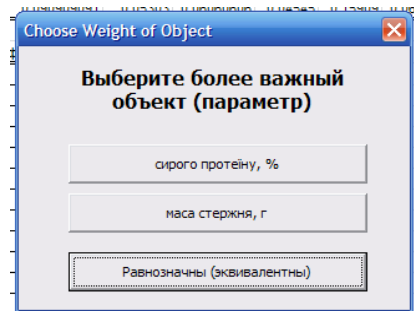 Choose Weight of Object
Выберите более важный
объект (параметр)
сирого протеїну, %
маса стержня, г
Равнозначны (эквивалентны)